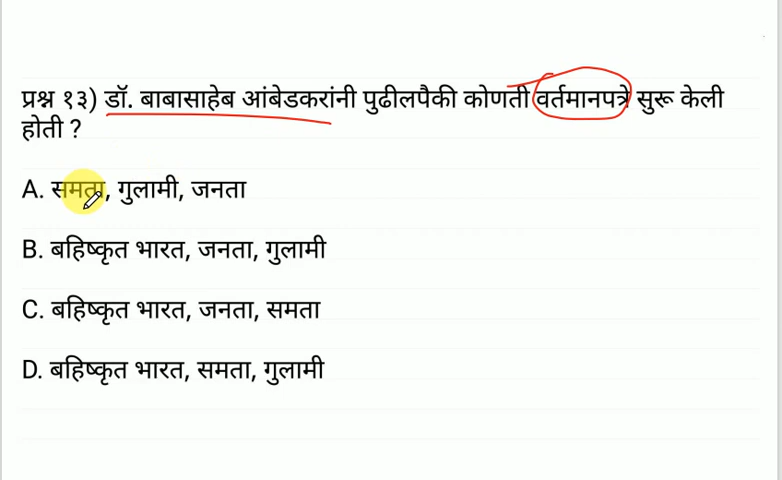 प्रश्न १३) डॉ. बाबासाहेब आंबेडकरांनी पुढीलपैकी कोणती वर्तमानपत्रे सुरू केली
होती ?
A. समता, गुलामी, जनता
B. बहिष्कृत भारत, जनता, गुलामी
C. बहिष्कृत भारत, जनता, समता
D. बहिष्कृत भारत, समता, गुलामी